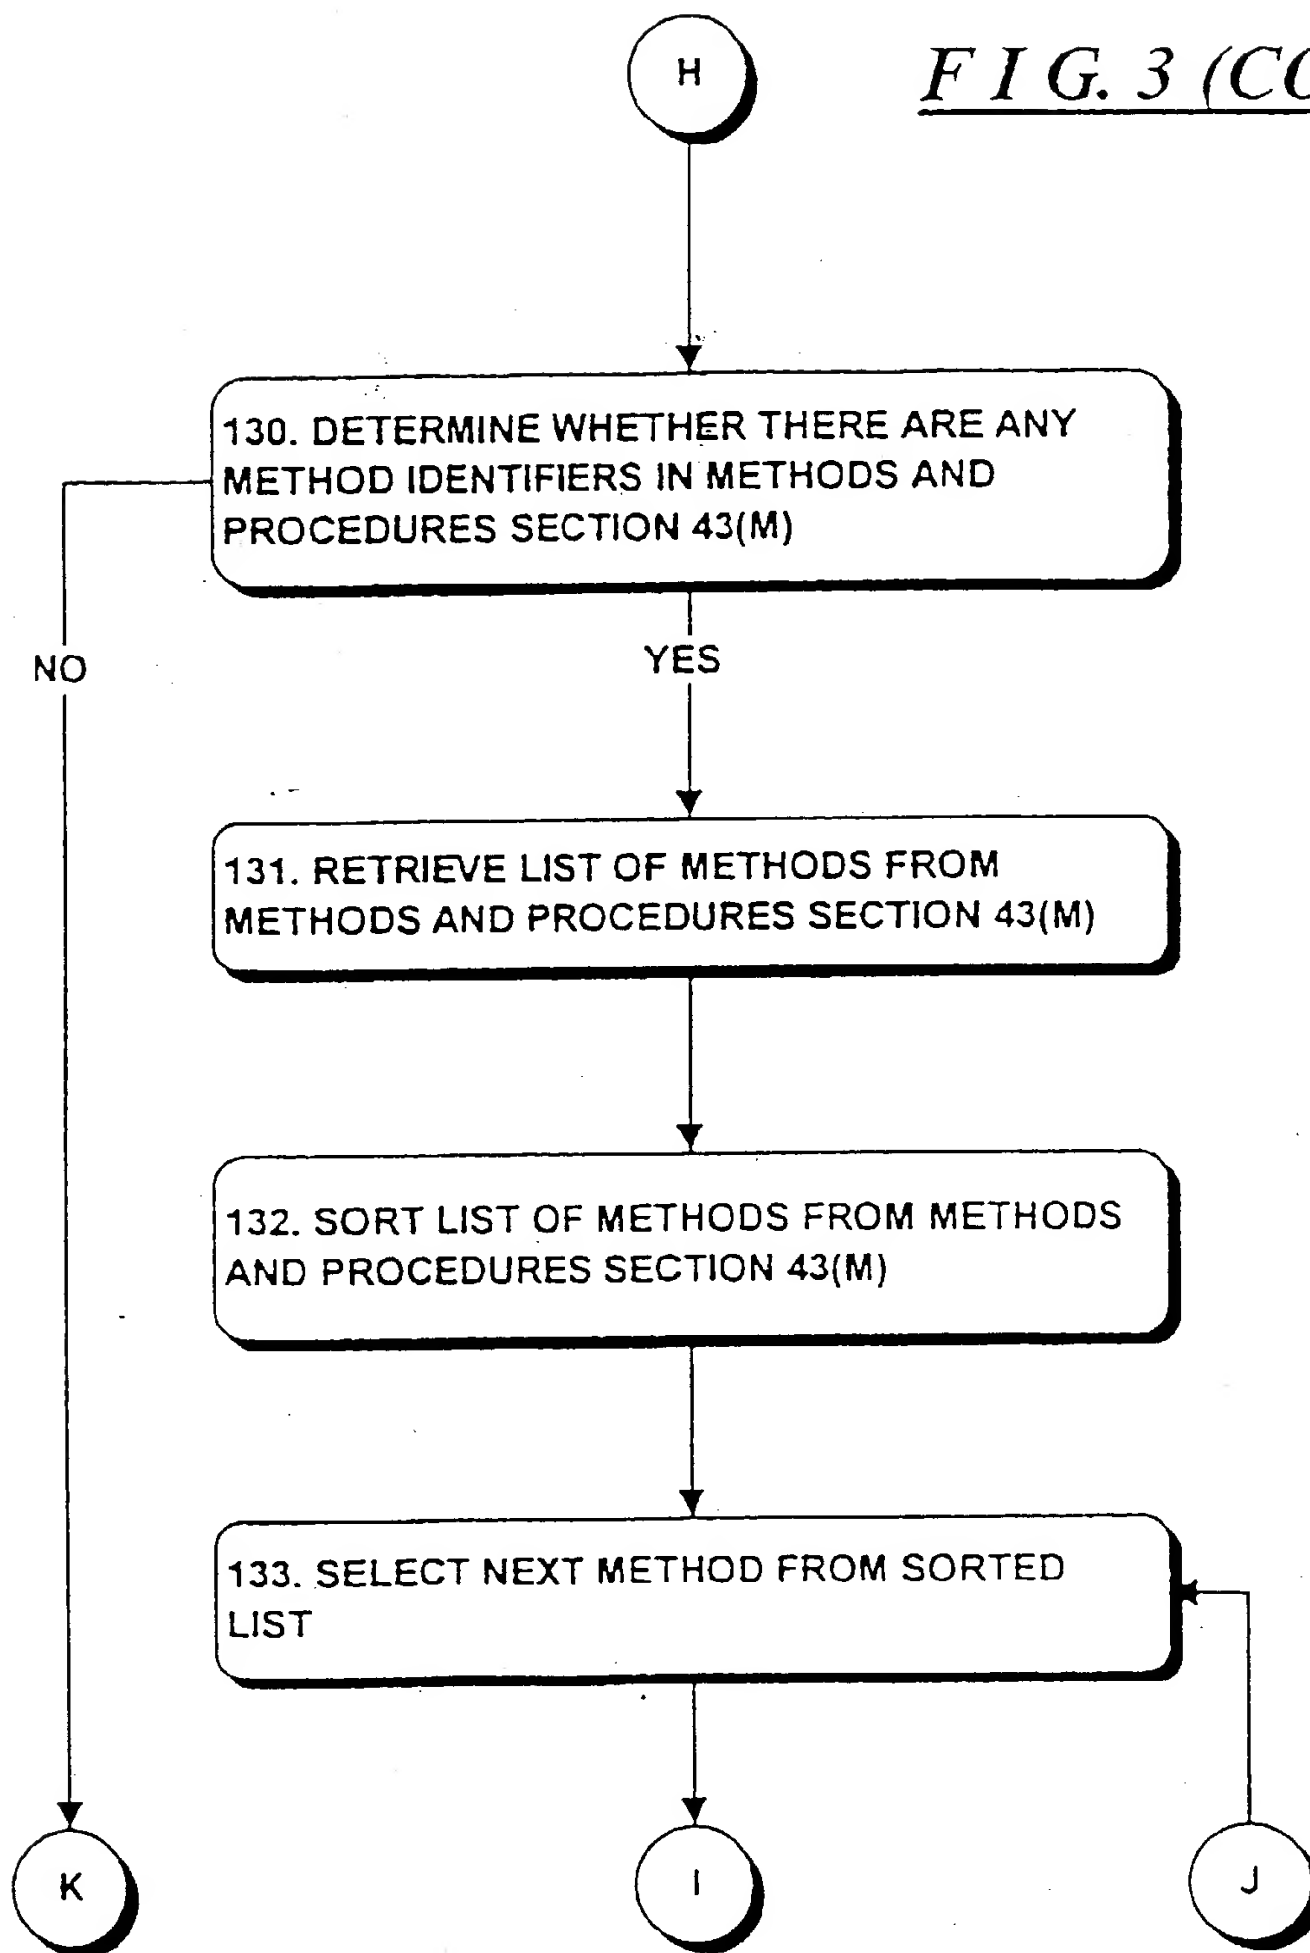 H
FIG. 3 (CO
130. DETERMINE WHETHER THERE ARE ANY
METHOD IDENTIFIERS IN METHODS AND
PROCEDURES SECTION 43(M)
NO
YES
131. RETRIEVE LIST OF METHODS FROM
METHODS AND PROCEDURES SECTION 43(M)
132. SORT LIST OF METHODS FROM METHODS
AND PROCEDURES SECTION 43(M)
133. SELECT NEXT METHOD FROM SORTED
LIST
K
I
J